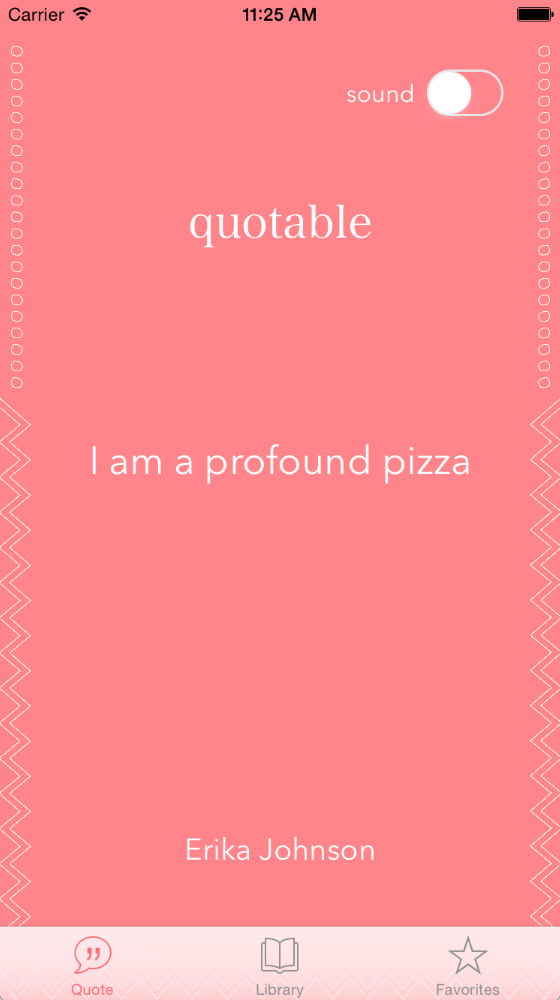 Carrier 11:25 AM
sound
quotable
I am a profound pizza
Erika Johnson
Quote Library Favorites